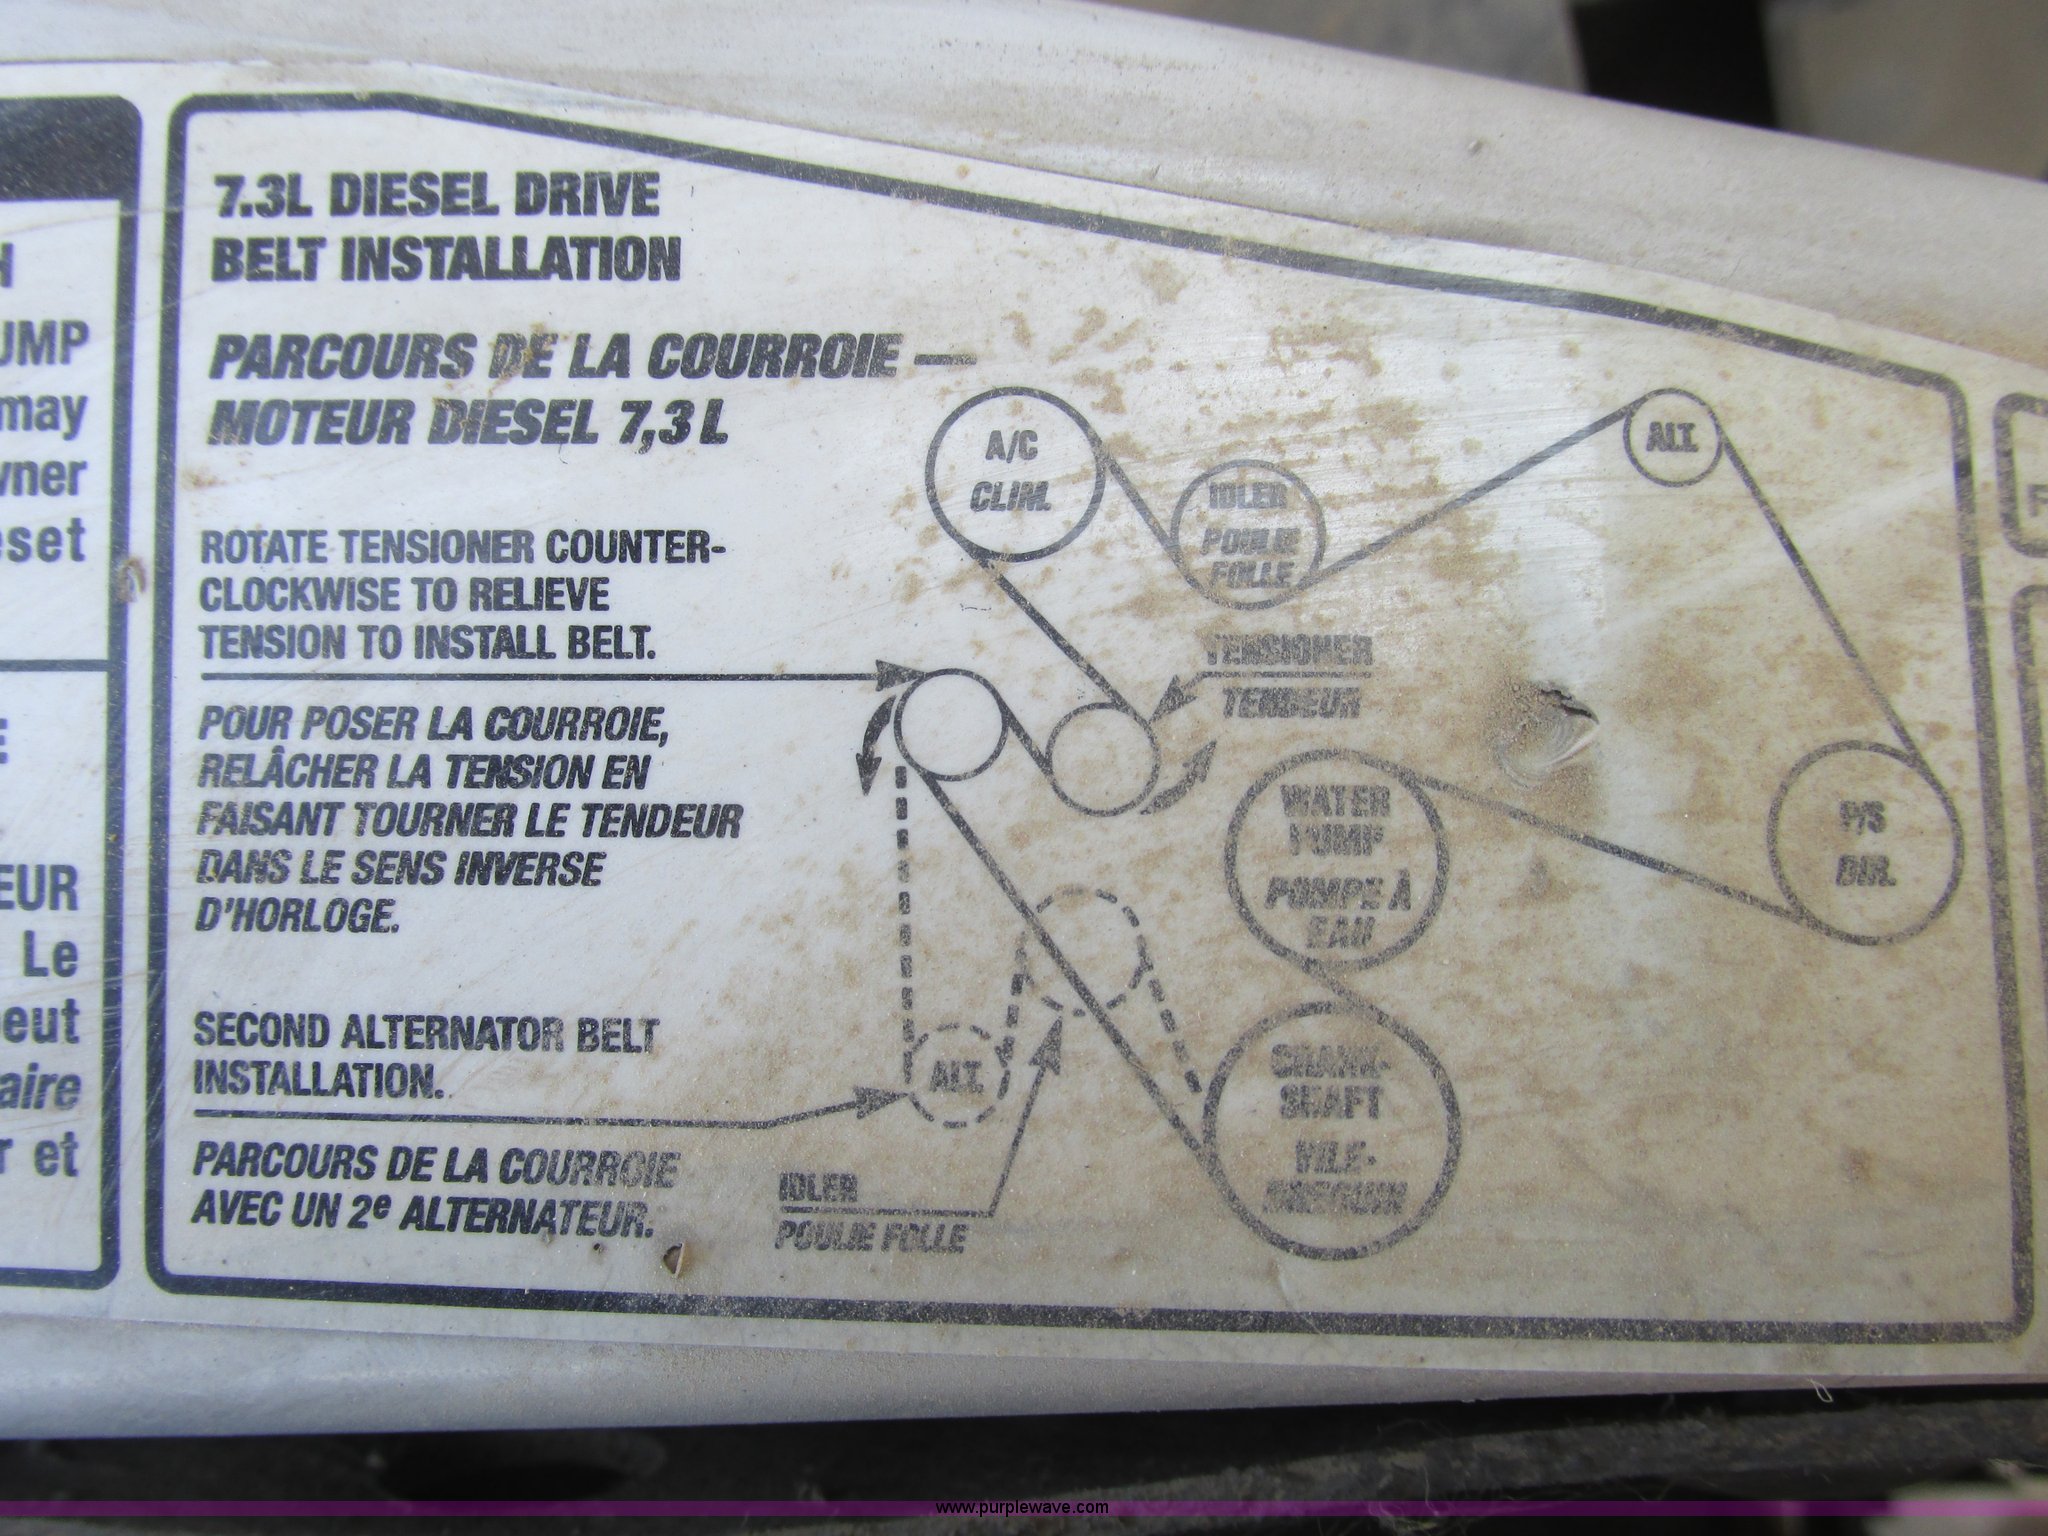 H
UMP
may
wner
eset
E
EUR
Le
peut
aire
r et
7.3L DIESEL DRIVE
BELT INSTALLATION
PARCOURS DE LA COURROIE —
MOTEUR DIESEL 7,3 L
ROTATE TENSIONER COUNTER-
CLOCKWISE TO RELIEVE
TENSION TO INSTALL BELT.
POUR POSER LA COURROIE,
RELÂCHER LA TENSION EN
FAISANT TOURNER LE TENDEUR
DANS LE SENS INVERSE
D'HORLOGE.
SECOND ALTERNATOR BELT
INSTALLATION.
PARCOURS DE LA COURROIE
AVEC UN 2e ALTERNATEUR.
A/C
CLIM.
IDLER
POULIE
FOLLE
ALT.
TENSIONER
TENDEUR
WATER
PUMP
POMPE À
EAU
P/S
DIR.
ALT.
CRANK-
SHAFT
VILE-
BREQUIN
IDLER
POULIE FOLLE
www.purplewave.com